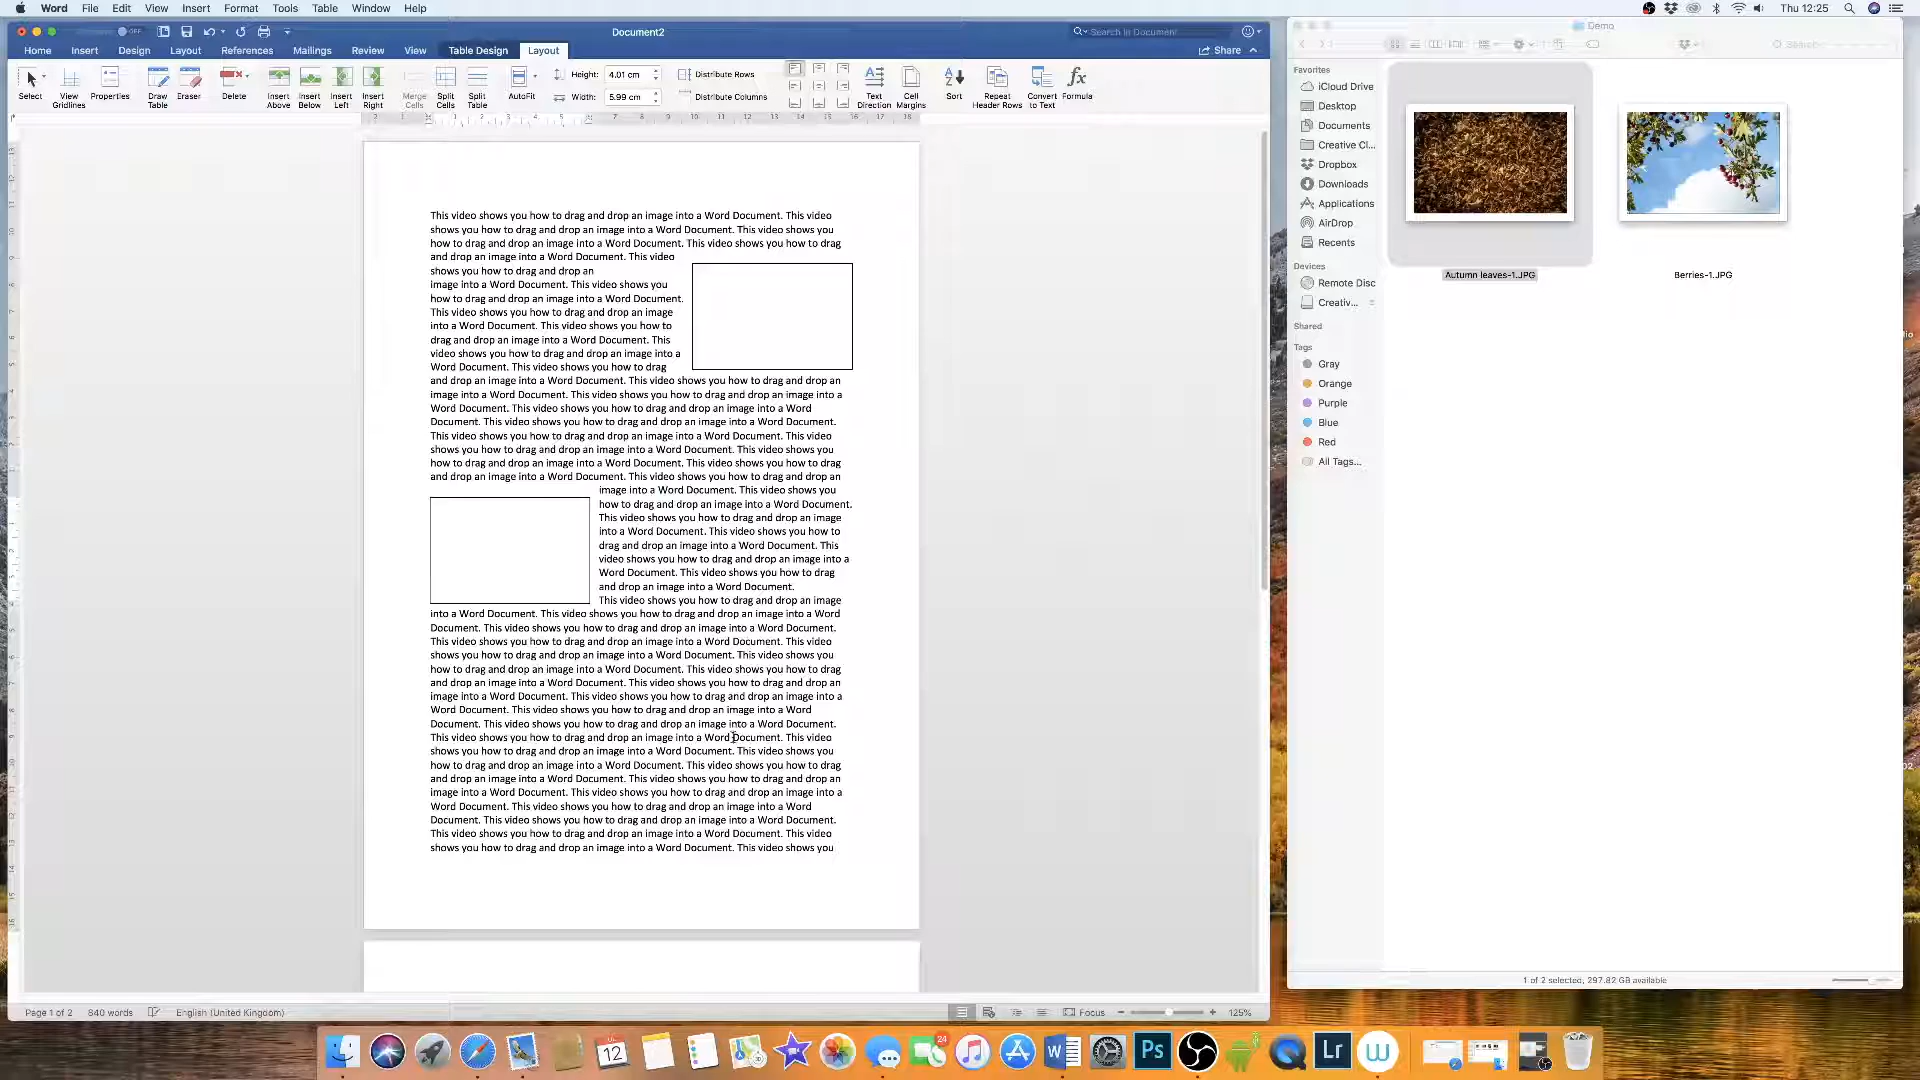 Word File Edit View Insert Format Tools Table Window Help
Thu 12:25
OFF
Document2
Search in Document
Home Insert Design Layout References Mailings Review View Table Design Layout
Share
Select View Gridlines Properties Draw Table Eraser Delete Insert Above Insert Below Insert Left Insert Right Merge Cells Split Cells Split Table AutoFit
Height: 4.01 cm
Width: 5.99 cm
Distribute Rows
Distribute Columns
Text Direction Cell Margins Sort Repeat Header Rows Convert to Text Formula
2 1 1 2 3 4 5 7 8 9 10 11 12 13 14 15 16 17 18
This video shows you how to drag and drop an image into a Word Document. This video
shows you how to drag and drop an image into a Word Document. This video shows you
how to drag and drop an image into a Word Document. This video shows you how to drag
and drop an image into a Word Document. This video
shows you how to drag and drop an
image into a Word Document. This video shows you
how to drag and drop an image into a Word Document.
This video shows you how to drag and drop an image
into a Word Document. This video shows you how to
drag and drop an image into a Word Document. This
video shows you how to drag and drop an image into a
Word Document. This video shows you how to drag
and drop an image into a Word Document. This video shows you how to drag and drop an
image into a Word Document. This video shows you how to drag and drop an image into a
Word Document. This video shows you how to drag and drop an image into a Word
Document. This video shows you how to drag and drop an image into a Word Document.
This video shows you how to drag and drop an image into a Word Document. This video
shows you how to drag and drop an image into a Word Document. This video shows you
how to drag and drop an image into a Word Document. This video shows you how to drag
and drop an image into a Word Document. This video shows you how to drag and drop an
image into a Word Document. This video shows you
how to drag and drop an image into a Word Document.
This video shows you how to drag and drop an image
into a Word Document. This video shows you how to
drag and drop an image into a Word Document. This
video shows you how to drag and drop an image into a
Word Document. This video shows you how to drag
and drop an image into a Word Document.
This video shows you how to drag and drop an image
into a Word Document. This video shows you how to drag and drop an image into a Word
Document. This video shows you how to drag and drop an image into a Word Document.
This video shows you how to drag and drop an image into a Word Document. This video
shows you how to drag and drop an image into a Word Document. This video shows you
how to drag and drop an image into a Word Document. This video shows you how to drag
and drop an image into a Word Document. This video shows you how to drag and drop an
image into a Word Document. This video shows you how to drag and drop an image into a
Word Document. This video shows you how to drag and drop an image into a Word
Document. This video shows you how to drag and drop an image into a Word Document.
This video shows you how to drag and drop an image into a Word Document. This video
shows you how to drag and drop an image into a Word Document. This video shows you
how to drag and drop an image into a Word Document. This video shows you how to drag
and drop an image into a Word Document. This video shows you how to drag and drop an
image into a Word Document. This video shows you how to drag and drop an image into a
Word Document. This video shows you how to drag and drop an image into a Word
Document. This video shows you how to drag and drop an image into a Word Document.
This video shows you how to drag and drop an image into a Word Document. This video
shows you how to drag and drop an image into a Word Document. This video shows you
Page 1 of 2 840 words English (United Kingdom)
Focus 125%
Demo
Search
Favorites
iCloud Drive
Desktop
Documents
Creative Cl...
Dropbox
Downloads
Applications
AirDrop
Recents
Devices
Remote Disc
Creativ...
Shared
Tags
Gray
Orange
Purple
Blue
Red
All Tags...
Autumn leaves-1.JPG
Berries-1.JPG
1 of 2 selected, 297.82 GB available
12
24
W
Ps
Lr